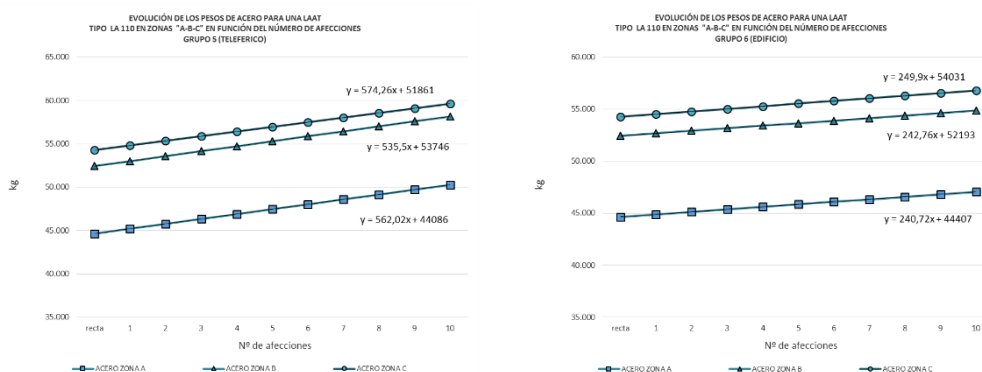 EVOLUCIÓN DE LOS PESOS DE ACERO PARA UNA LAAT
TIPO LA 110 EN ZONAS "A-B-C" EN FUNCIÓN DEL NÚMERO DE AFECCIONES
GRUPO 5 (TELEFERICO)
65.000
60.000
55.000
50.000
45.000
40.000
35.000
kg
y = 574,26x + 51861
y = 535,5x + 53746
y = 562,02x + 44086
recta 1 2 3 4 5 6 7 8 9 10
Nº de afecciones
ACERO ZONA A ACERO ZONA B ACERO ZONA C
EVOLUCIÓN DE LOS PESOS DE ACERO PARA UNA LAAT
TIPO LA 110 EN ZONAS "A-B-C" EN FUNCIÓN DEL NÚMERO DE AFECCIONES
GRUPO 6 (EDIFICIO)
60.000
55.000
50.000
45.000
40.000
35.000
kg
y = 249,9x + 54031
y = 242,76x + 52193
y = 240,72x + 44407
recta 1 2 3 4 5 6 7 8 9 10
Nº de afecciones
ACERO ZONA A ACERO ZONA B ACERO ZONA C